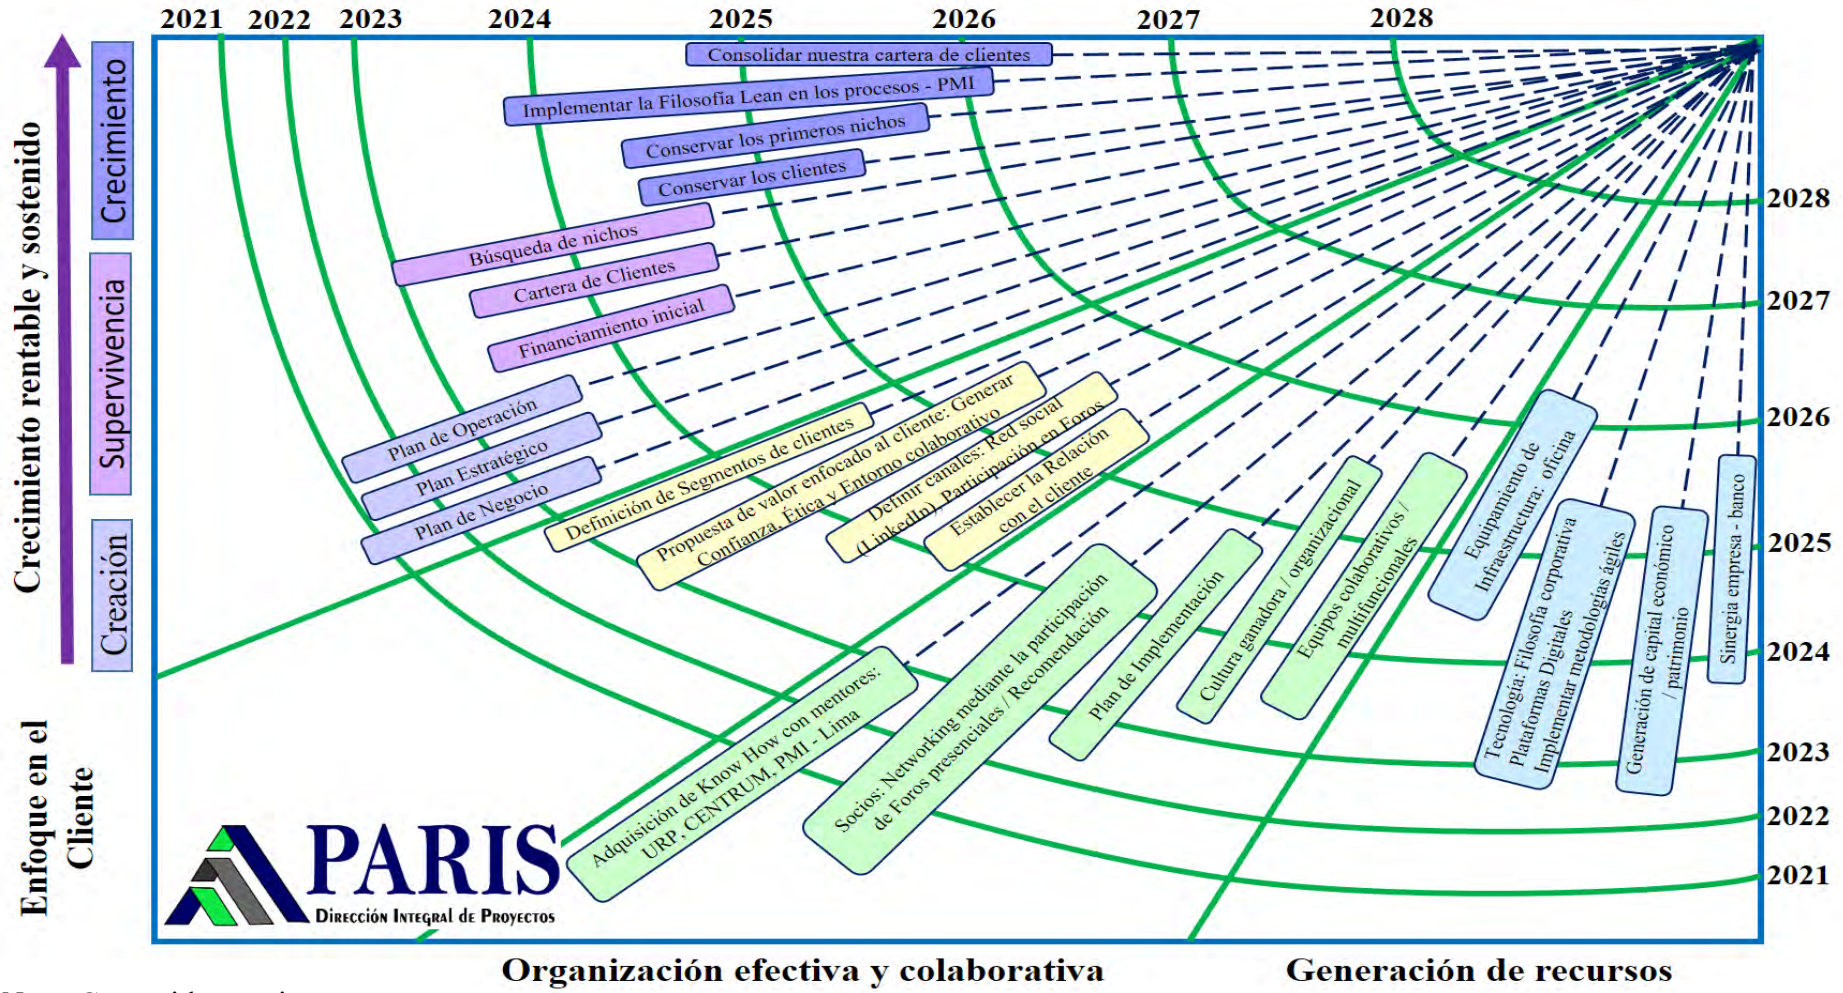 2021 2022 2023 2024 2025 2026 2027 2028
Crecimiento rentable y sostenido
Crecimiento
Supervivencia
Creación
Consolidar nuestra cartera de clientes
Implementar la Filosofía Lean en los procesos - PMI
Conservar los primeros nichos
Conservar los clientes
Búsqueda de nichos
Cartera de Clientes
Financiamiento inicial
Plan de Operación
Plan Estratégico
Plan de Negocio
Definición de Segmentos de clientes
Propuesta de valor enfocado al cliente: Generar
Confianza, Ética y Entorno colaborativo
Definir canales: Red social
(LinkedIn), Participación en Foros
Establecer la Relación
con el cliente
Adquisición de Know How con mentores:
URP, CENTRUM, PMI - Lima
Socios: Networking mediante la participación
de Foros presenciales / Recomendación
Plan de Implementación
Cultura ganadora / organizacional
Equipos colaborativos /
multifuncionales
Equipamiento de
Infraestructura: oficina
Tecnología: Filosofía corporativa
Plataformas Digitales
Implementar metodologías ágiles
Generación de capital económico
/ patrimonio
Sinergia empresa - banco
2028
2027
2026
2025
2024
2023
2022
2021
Enfoque en el
Cliente
PARIS
Dirección Integral de Proyectos
Organización efectiva y colaborativa
Generación de recursos